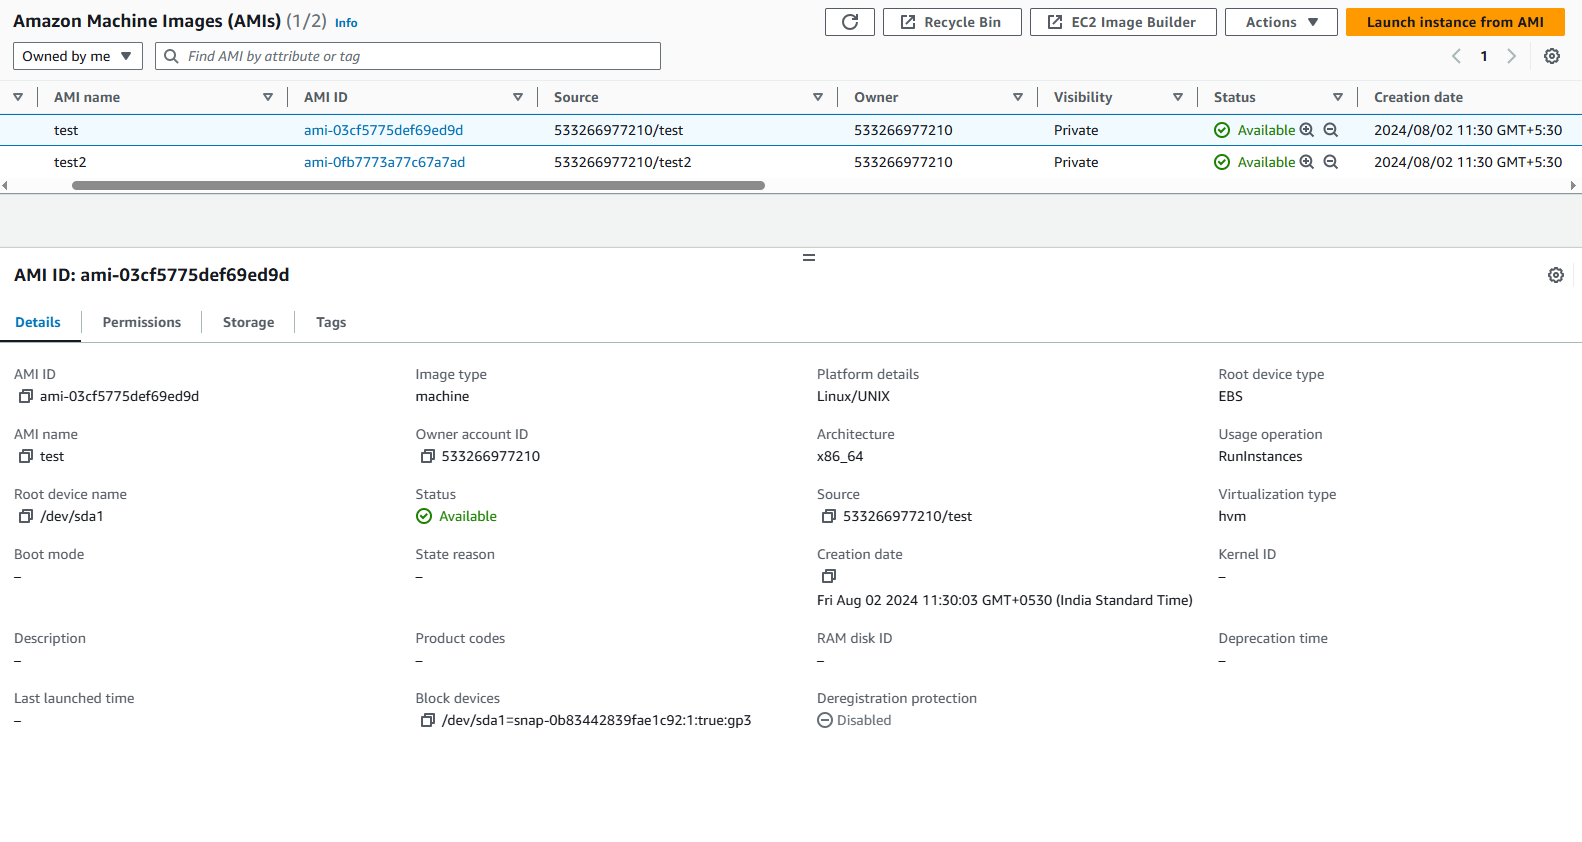 Amazon Machine Images (AMIs) (1/2) Info
Recycle Bin EC2 Image Builder Actions Launch instance from AMI
Owned by me Find AMI by attribute or tag 1
AMI name AMI ID Source Owner Visibility Status Creation date
test ami-03cf5775def69ed9d 533266977210/test 533266977210 Private Available 2024/08/02 11:30 GMT+5:30
test2 ami-0fb7773a77c67a7ad 533266977210/test2 533266977210 Private Available 2024/08/02 11:30 GMT+5:30
AMI ID: ami-03cf5775def69ed9d
Details Permissions Storage Tags
AMI ID Image type Platform details Root device type
ami-03cf5775def69ed9d machine Linux/UNIX EBS
AMI name Owner account ID Architecture Usage operation
test 533266977210 x86_64 RunInstances
Root device name Status Source Virtualization type
/dev/sda1 Available 533266977210/test hvm
Boot mode State reason Creation date Kernel ID
– – –
Fri Aug 02 2024 11:30:03 GMT+0530 (India Standard Time)
Description Product codes RAM disk ID Deprecation time
– – – –
Last launched time Block devices Deregistration protection
– /dev/sda1=snap-0b83442839fae1c92:1:true:gp3 Disabled